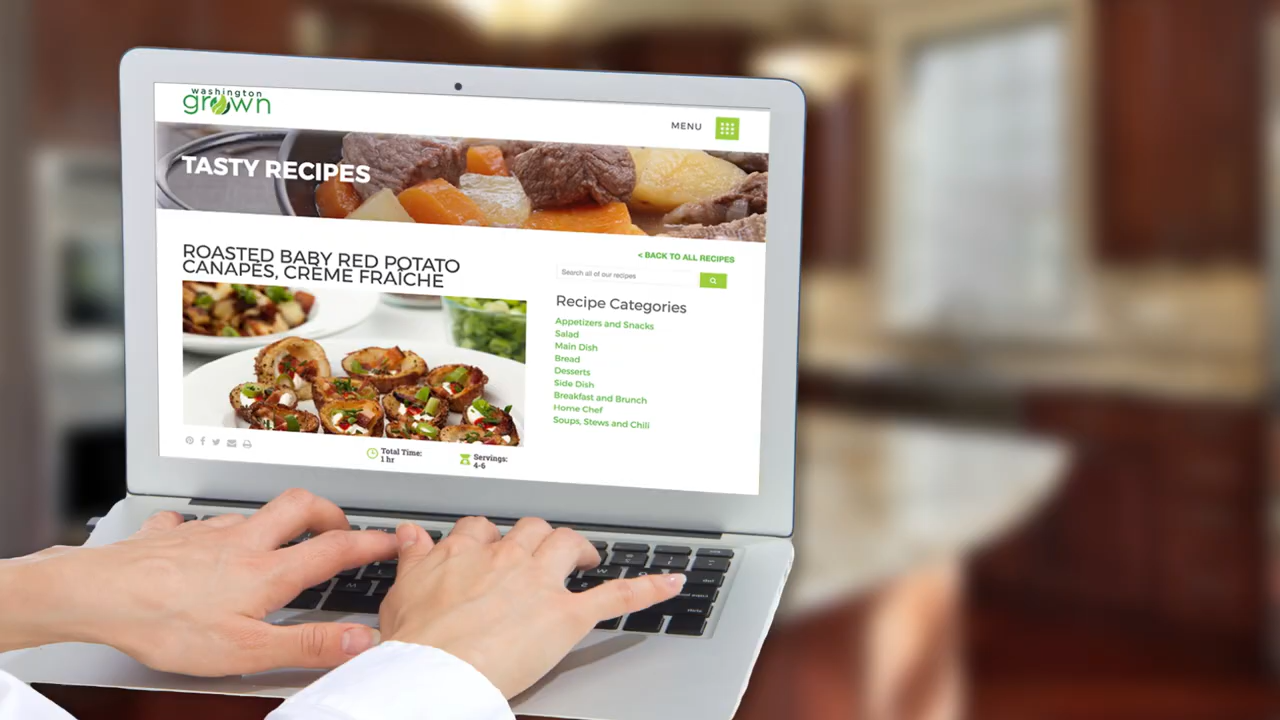 washington
grown
MENU
TASTY RECIPES
ROASTED BABY RED POTATO
CANAPES, CRÈME FRAÎCHE
< BACK TO ALL RECIPES
Search all of our recipes
Recipe Categories
Appetizers and Snacks
Salad
Main Dish
Bread
Desserts
Side Dish
Breakfast and Brunch
Home Chef
Soups, Stews and Chili
Total Time:
1 hr
Servings:
4-6